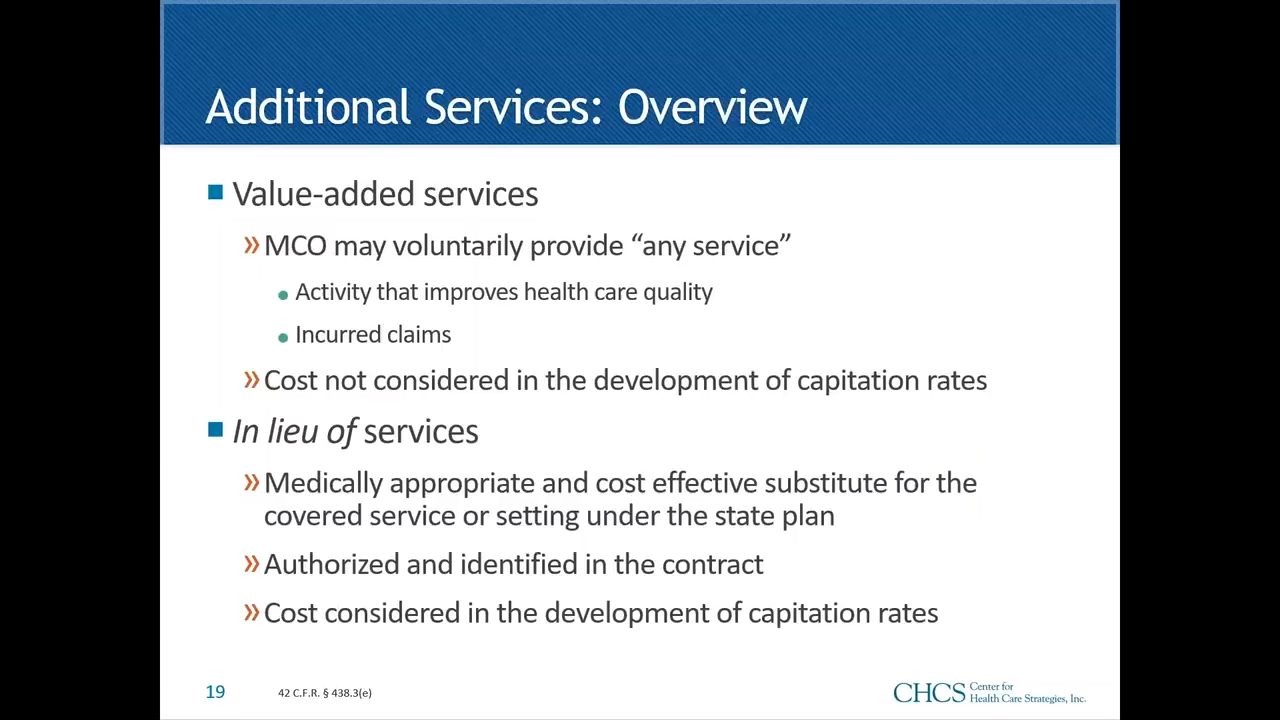 Additional Services: Overview
Value-added services
» MCO may voluntarily provide “any service”
Activity that improves health care quality
Incurred claims
» Cost not considered in the development of capitation rates
In lieu of services
» Medically appropriate and cost effective substitute for the
covered service or setting under the state plan
» Authorized and identified in the contract
» Cost considered in the development of capitation rates
19
42 C.F.R. § 438.3(e)
CHCS Center for
Health Care Strategies, Inc.